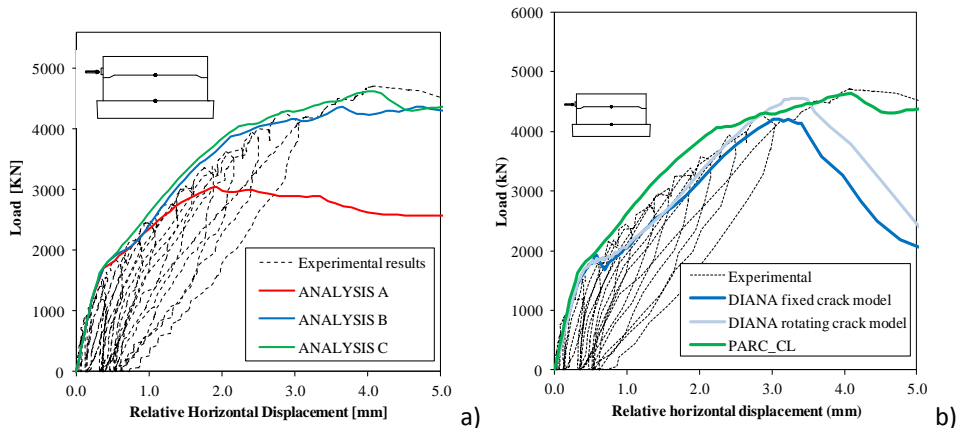 5000
4000
3000
2000
1000
0
Load [KN]
Experimental results
ANALYSIS A
ANALYSIS B
ANALYSIS C
0.0 1.0 2.0 3.0 4.0 5.0
Relative Horizontal Displacement [mm]
a)
6000
5000
4000
3000
2000
1000
0
Load (kN)
Experimental
DIANA fixed crack model
DIANA rotating crack model
PARC_CL
0.0 1.0 2.0 3.0 4.0 5.0
Relative horizontal displacement (mm)
b)